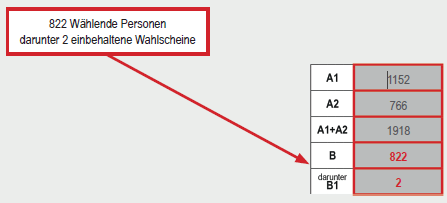 822 Wählende Personen
darunter 2 einbehaltene Wahlscheine
A1 1152
A2 766
A1+A2 1918
B 822
darunter
B1 2